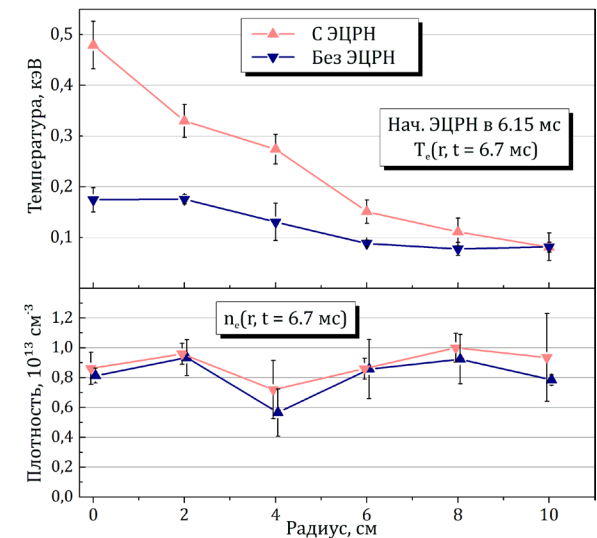 С ЭЦРН
Без ЭЦРН
Нач. ЭЦРН в 6.15 мс
Tₑ(r, t = 6.7 мс)
Температура, кэВ
0,5
0,4
0,3
0,2
0,1
nₑ(r, t = 6.7 мс)
Плотность, 10¹³ см⁻³
1,2
1,0
0,8
0,6
0,4
0,2
0,0
0 2 4 6 8 10
Радиус, см